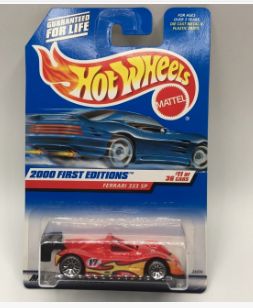 GUARANTEED
FOR LIFE
FOR AGES
OVER 3 YEARS
DIE CAST METAL &
PLASTIC PARTS
Hot Wheels
MATTEL
2000 FIRST EDITIONS
#11 of
36 CARS
FERRARI 333 SP
17